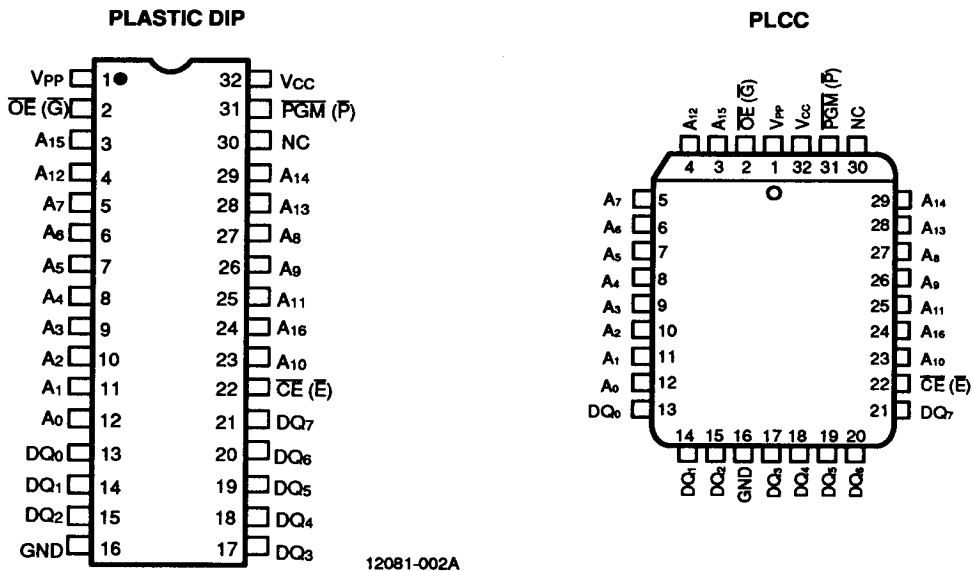 PLASTIC DIP
VPP 1 32 VCC
OE (G) 2 31 PGM (P)
A15 3 30 NC
A12 4 29 A14
A7 5 28 A13
A6 6 27 A8
A5 7 26 A9
A4 8 25 A11
A3 9 24 A16
A2 10 23 A10
A1 11 22 CE (E)
A0 12 21 DQ7
DQ0 13 20 DQ6
DQ1 14 19 DQ5
DQ2 15 18 DQ4
GND 16 17 DQ3
12081-002A
PLCC
A12 A15 OE (G) VPP VCC PGM (P) NC
4 3 2 1 32 31 30
A7 5 29 A14
A6 6 28 A13
A5 7 27 A8
A4 8 26 A9
A3 9 25 A11
A2 10 24 A16
A1 11 23 A10
A0 12 22 CE (E)
DQ0 13 21 DQ7
14 15 16 17 18 19 20
DQ1 DQ2 GND DQ3 DQ4 DQ5 DQ6